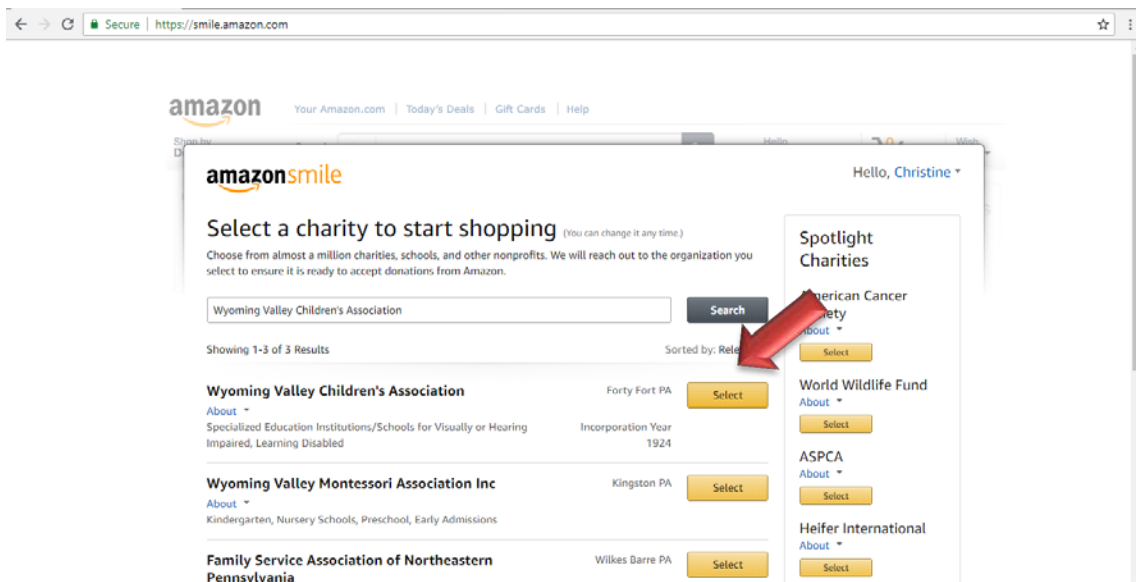 Secure | https://smile.amazon.com
amazon
Your Amazon.com | Today's Deals | Gift Cards | Help
Shop by
Hello
Wish
amazonsmile
Hello, Christine
Select a charity to start shopping (You can change it any time.)
Choose from almost a million charities, schools, and other nonprofits. We will reach out to the organization you
select to ensure it is ready to accept donations from Amazon.
Wyoming Valley Children's Association
Search
Showing 1-3 of 3 Results
Sorted by:
Wyoming Valley Children's Association
Forty Fort PA
Select
About
Specialized Education Institutions/Schools for Visually or Hearing
Impaired, Learning Disabled
Incorporation Year
1924
Wyoming Valley Montessori Association Inc
Kingston PA
Select
About
Kindergarten, Nursery Schools, Preschool, Early Admissions
Family Service Association of Northeastern
Pennsylvania
Wilkes Barre PA
Select
Spotlight
Charities
American Cancer
About
Select
World Wildlife Fund
About
Select
ASPCA
About
Select
Heifer International
About
Select